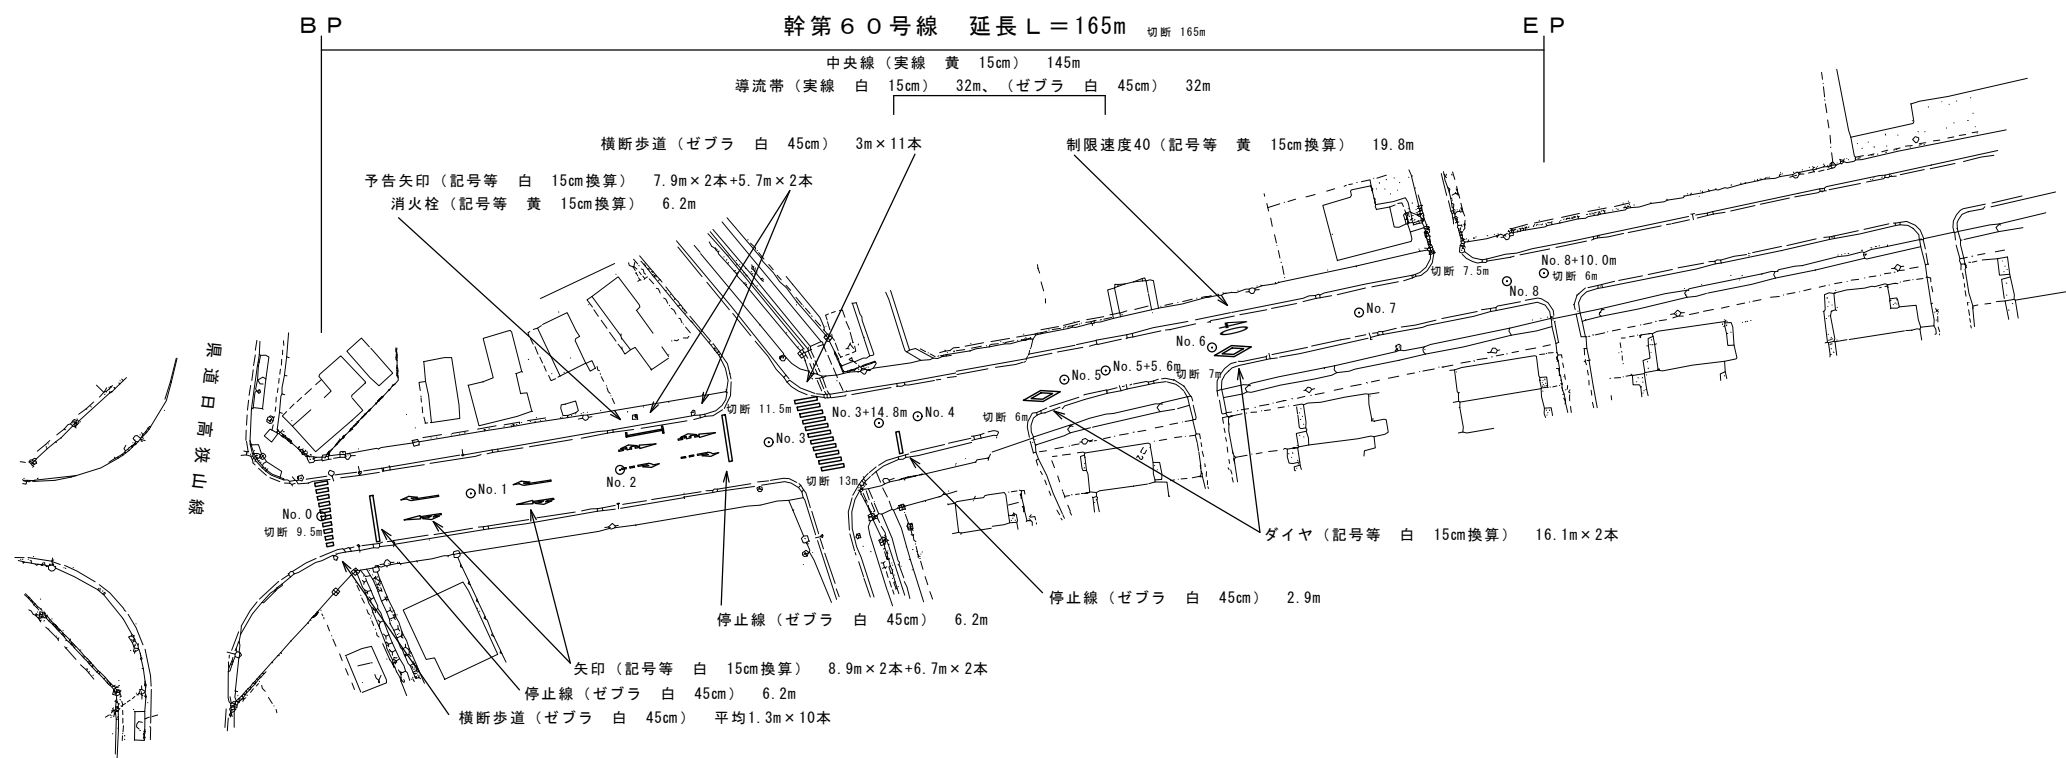 ＢＰ
幹第６０号線　延長Ｌ＝165m　切断 165m
ＥＰ
中央線（実線　黄　15㎝）　145m
導流帯（実線　白　15㎝）　32m、（ゼブラ　白　45㎝）　32m
横断歩道（ゼブラ　白　45㎝）　3m×11本
制限速度40（記号等　黄　15㎝換算）　19.8m
予告矢印（記号等　白　15㎝換算）　7.9m×2本+5.7m×2本
消火栓（記号等　黄　15㎝換算）　6.2m
県道日高狭山線
No.0
切断 9.5m
No.1
No.2
切断 11.5m
No.3
切断 13m
No.3+14.8m
No.4
切断 6m
No.5
No.5+5.6m
切断 7m
No.6
No.7
切断 7.5m
No.8
No.8+10.0m
切断 6m
ダイヤ（記号等　白　15㎝換算）　16.1m×2本
停止線（ゼブラ　白　45㎝）　2.9m
停止線（ゼブラ　白　45㎝）　6.2m
矢印（記号等　白　15㎝換算）　8.9m×2本+6.7m×2本
停止線（ゼブラ　白　45㎝）　6.2m
横断歩道（ゼブラ　白　45㎝）　平均1.3m×10本